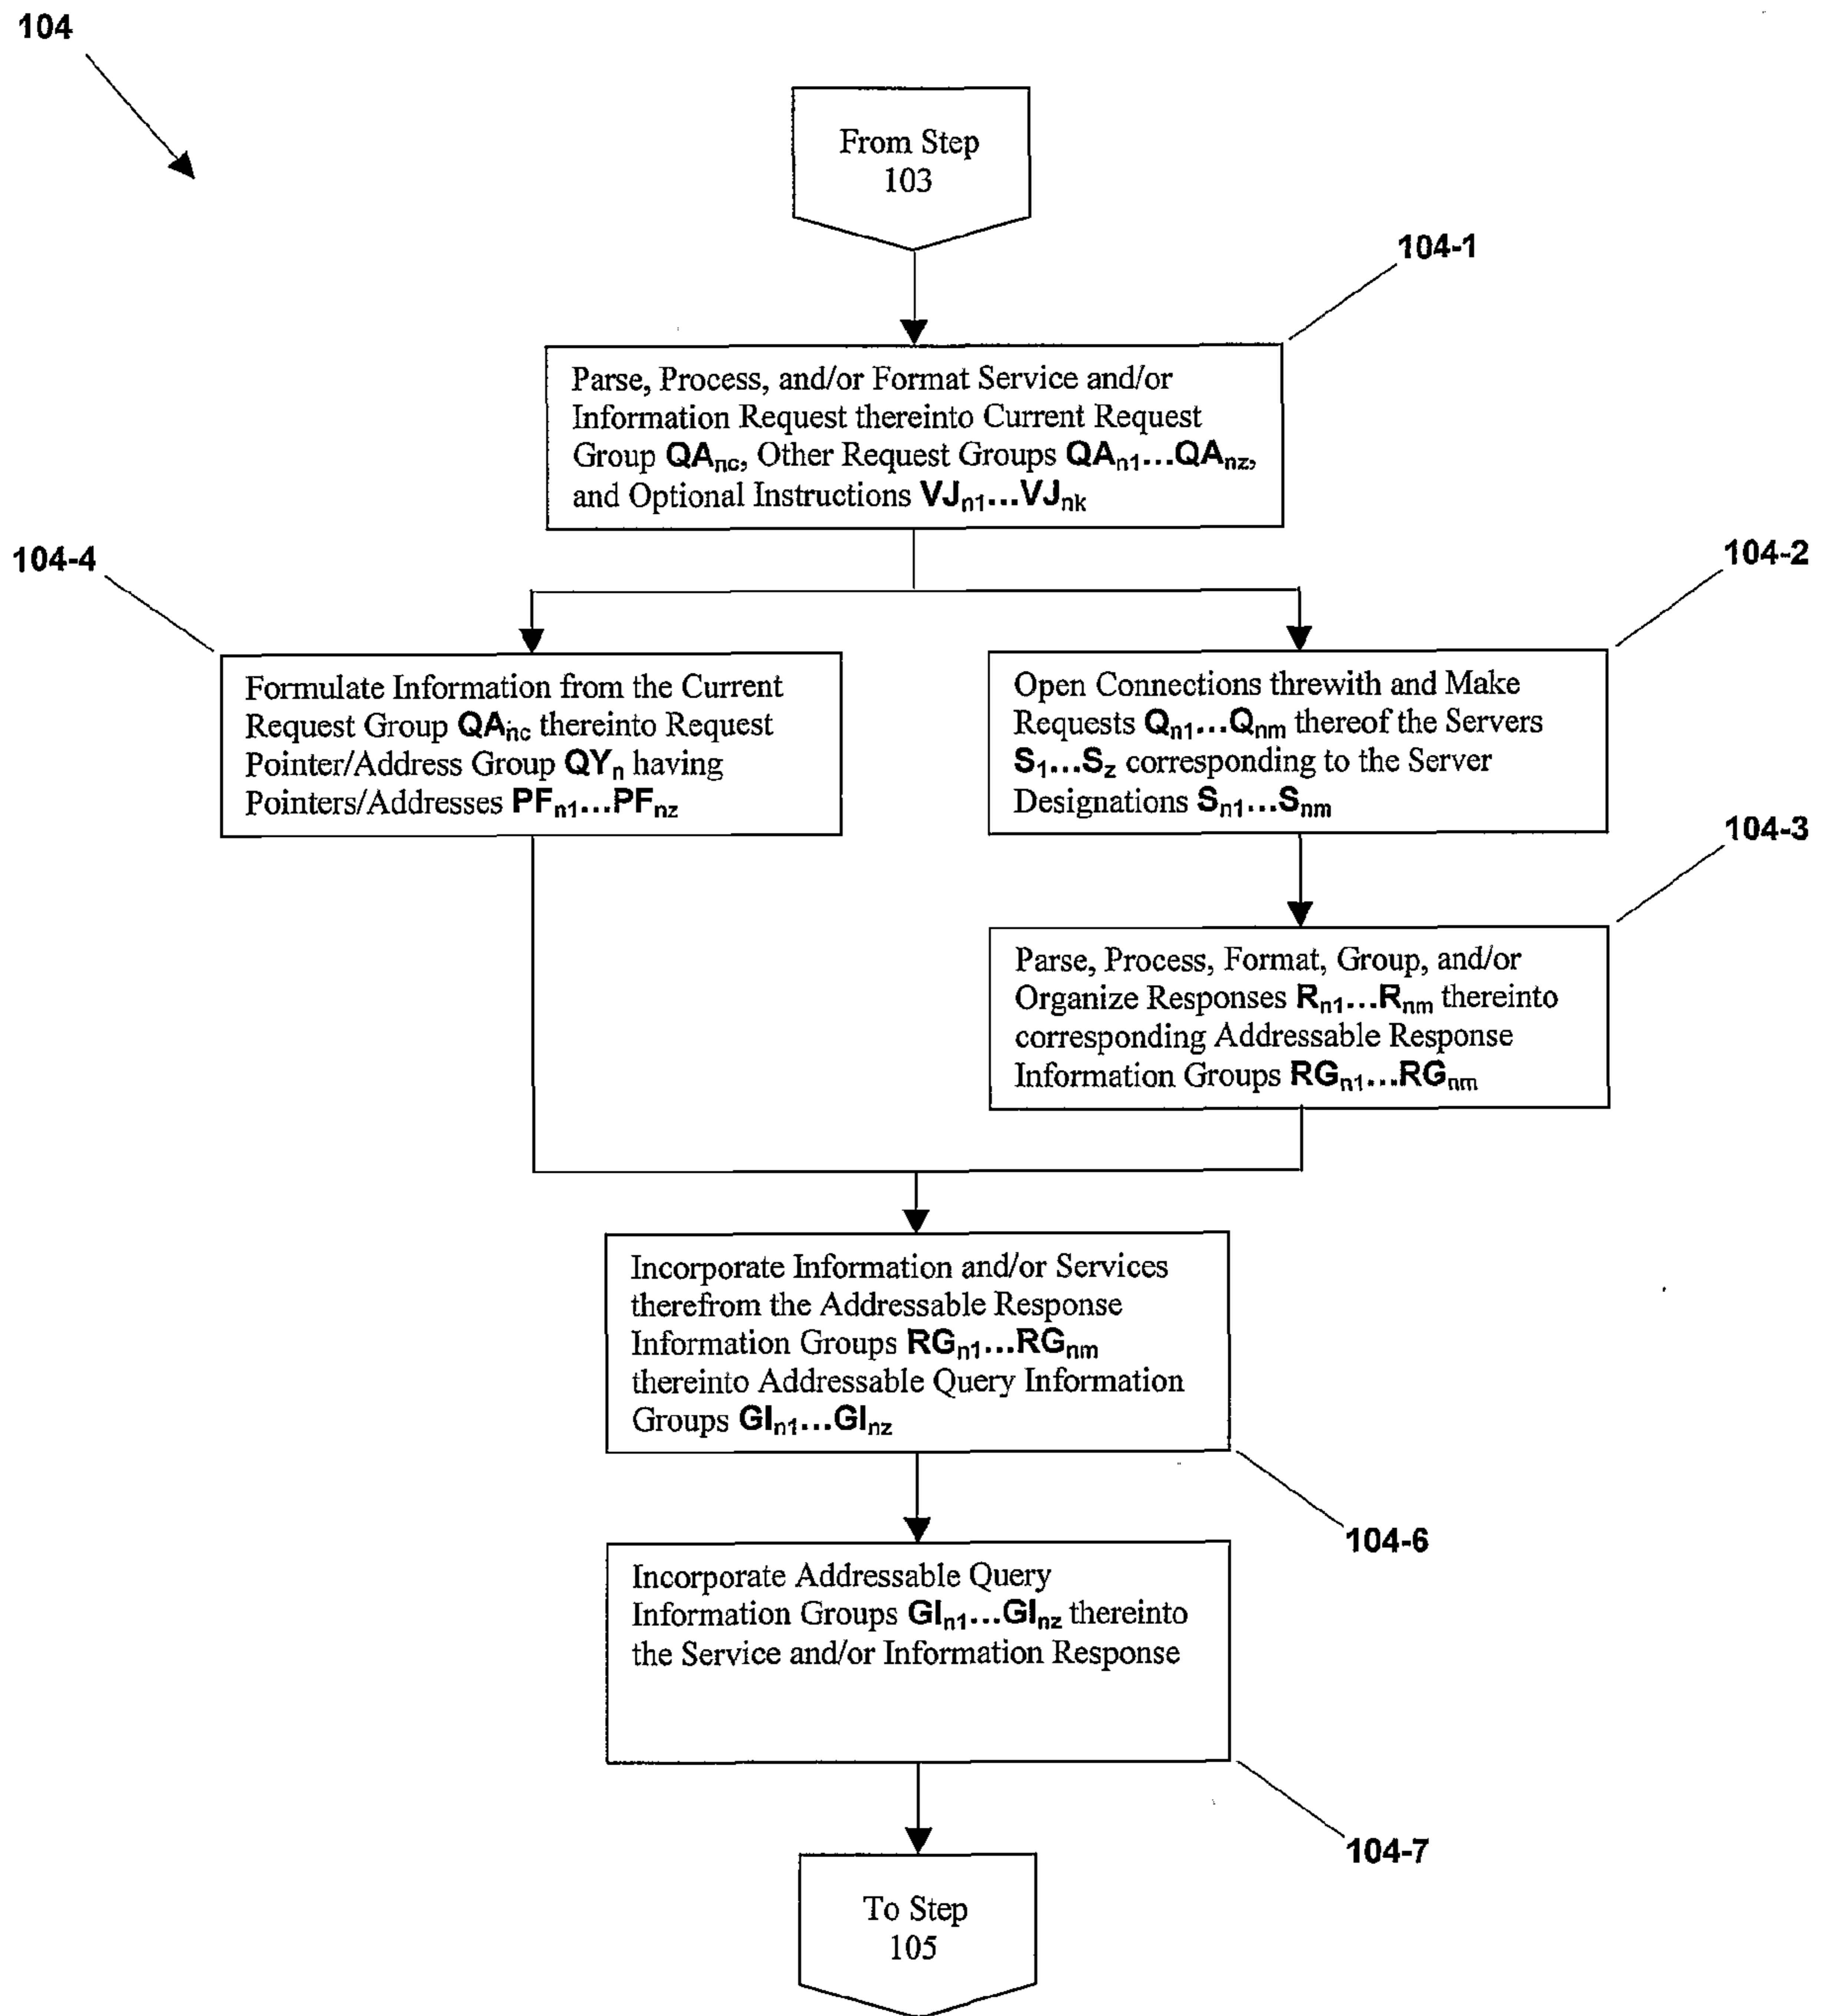 104
From Step
103
104-1
Parse, Process, and/or Format Service and/or
Information Request thereinto Current Request
Group QAnc, Other Request Groups QAn1...QAnz,
and Optional Instructions VJn1...VJnk
104-4
104-2
Formulate Information from the Current
Request Group QAnc thereinto Request
Pointer/Address Group QYn having
Pointers/Addresses PFn1...PFnz
Open Connections threwith and Make
Requests Qn1...Qnm thereof the Servers
S1...Sz corresponding to the Server
Designations Sn1...Snm
104-3
Parse, Process, Format, Group, and/or
Organize Responses Rn1...Rnm thereinto
corresponding Addressable Response
Information Groups RGn1...RGnm
Incorporate Information and/or Services
therefrom the Addressable Response
Information Groups RGn1...RGnm
thereinto Addressable Query Information
Groups GIn1...GInz
104-6
Incorporate Addressable Query
Information Groups GIn1...GInz thereinto
the Service and/or Information Response
104-7
To Step
105